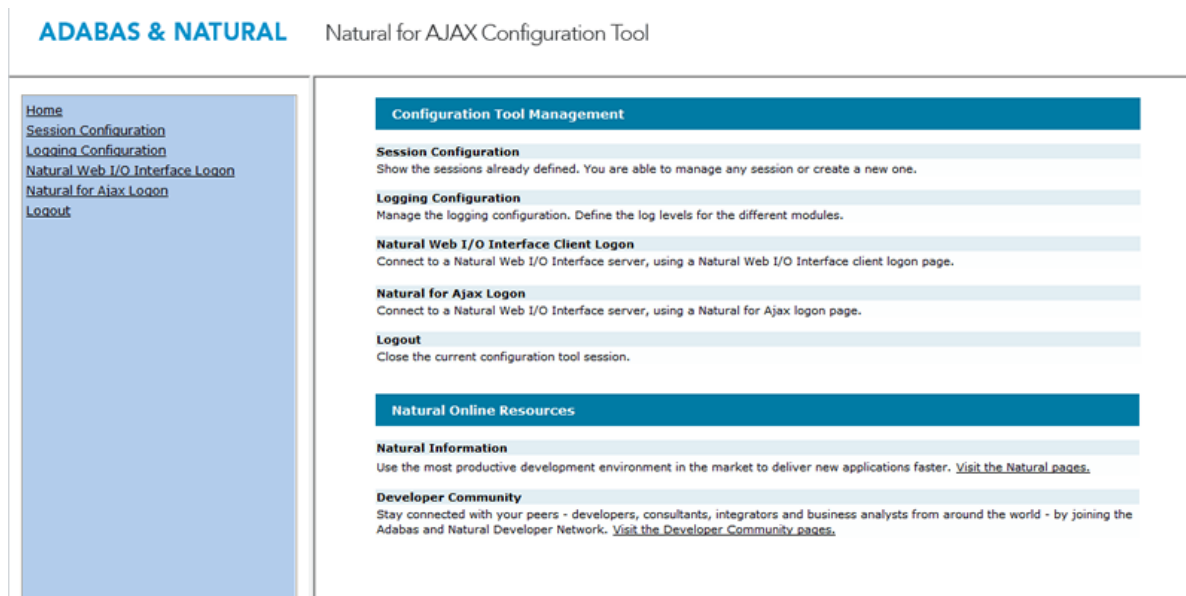 ADABAS & NATURAL
Natural for AJAX Configuration Tool
Home
Session Configuration
Logging Configuration
Natural Web I/O Interface Logon
Natural for Ajax Logon
Logout
Configuration Tool Management
Session Configuration
Show the sessions already defined. You are able to manage any session or create a new one.
Logging Configuration
Manage the logging configuration. Define the log levels for the different modules.
Natural Web I/O Interface Client Logon
Connect to a Natural Web I/O Interface server, using a Natural Web I/O Interface client logon page.
Natural for Ajax Logon
Connect to a Natural Web I/O Interface server, using a Natural for Ajax logon page.
Logout
Close the current configuration tool session.
Natural Online Resources
Natural Information
Use the most productive development environment in the market to deliver new applications faster. Visit the Natural pages.
Developer Community
Stay connected with your peers - developers, consultants, integrators and business analysts from around the world - by joining the
Adabas and Natural Developer Network. Visit the Developer Community pages.